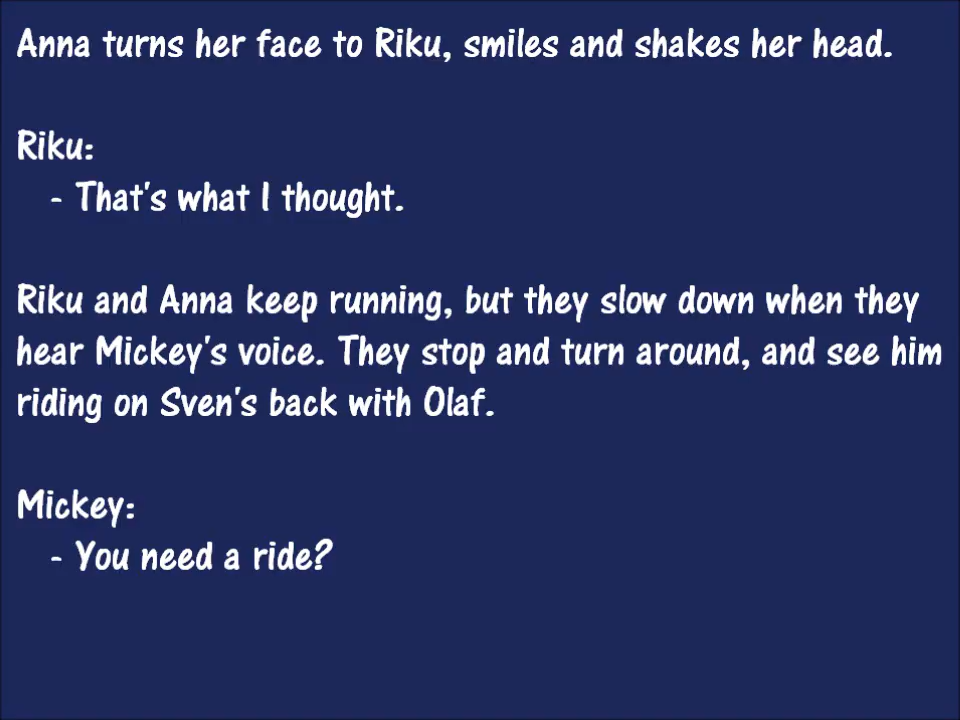 Anna turns her face to Riku, smiles and shakes her head.
Riku:
- That's what I thought.
Riku and Anna keep running, but they slow down when they
hear Mickey's voice. They stop and turn around, and see him
riding on Sven's back with Olaf.
Mickey:
- You need a ride?